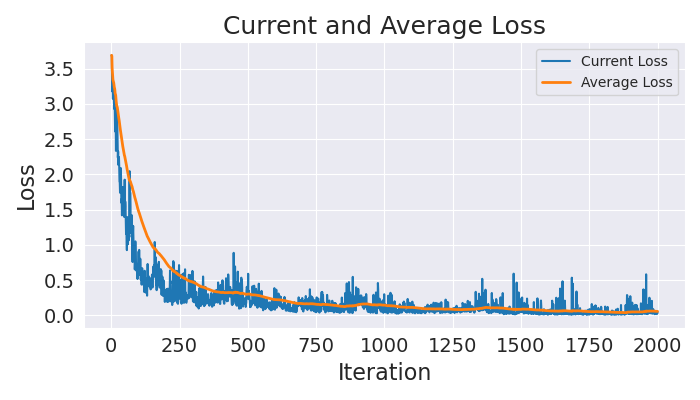 Current and Average Loss
Current Loss
Average Loss
3.5
3.0
2.5
2.0
1.5
1.0
0.5
0.0
Loss
0 250 500 750 1000 1250 1500 1750 2000
Iteration